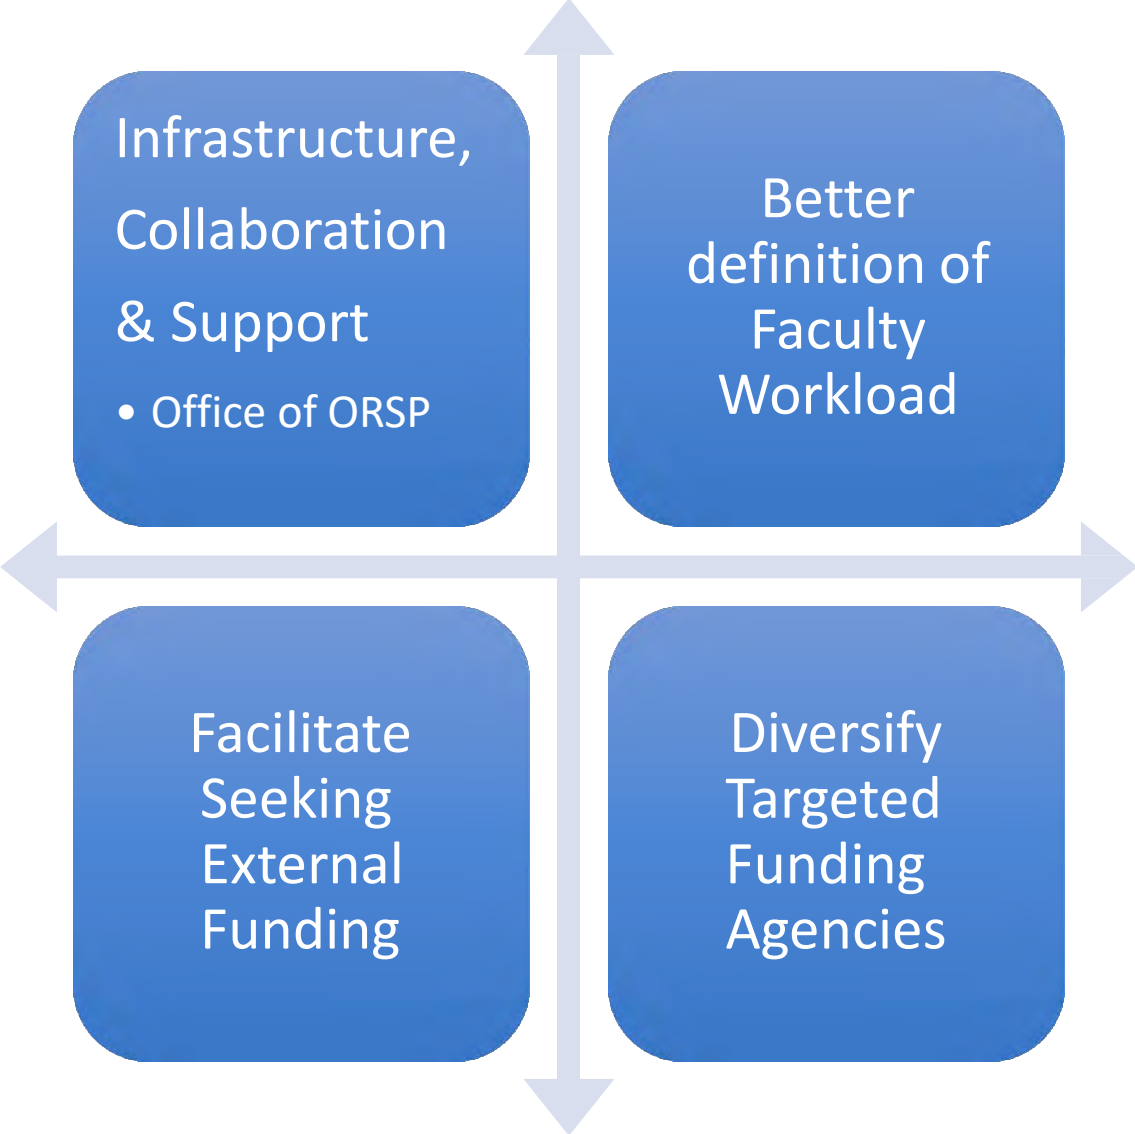 Infrastructure,
Collaboration
& Support
• Office of ORSP
Better
definition of
Faculty
Workload
Facilitate
Seeking
External
Funding
Diversify
Targeted
Funding
Agencies